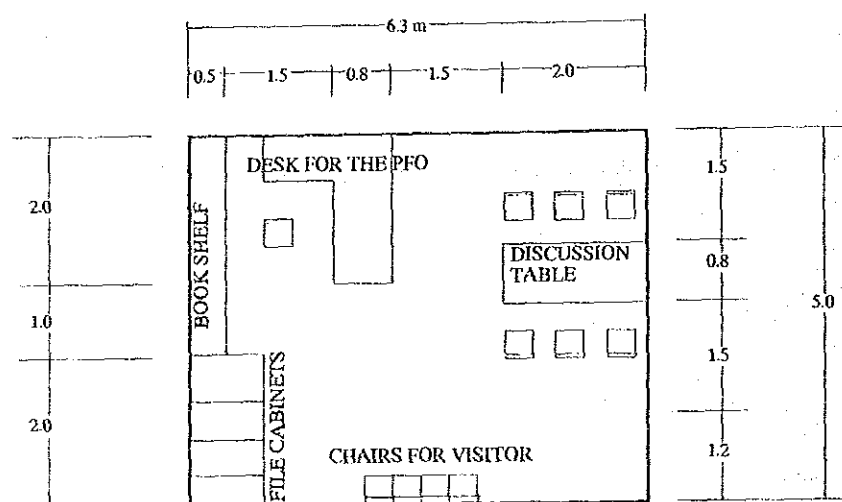 6.3 m
0.5 1.5 0.8 1.5 2.0
DESK FOR THE PFO
1.5
2.0
BOOK SHELF
DISCUSSION
TABLE
0.8
5.0
1.0
1.5
FILE CABINETS
2.0
CHAIRS FOR VISITOR
1.2